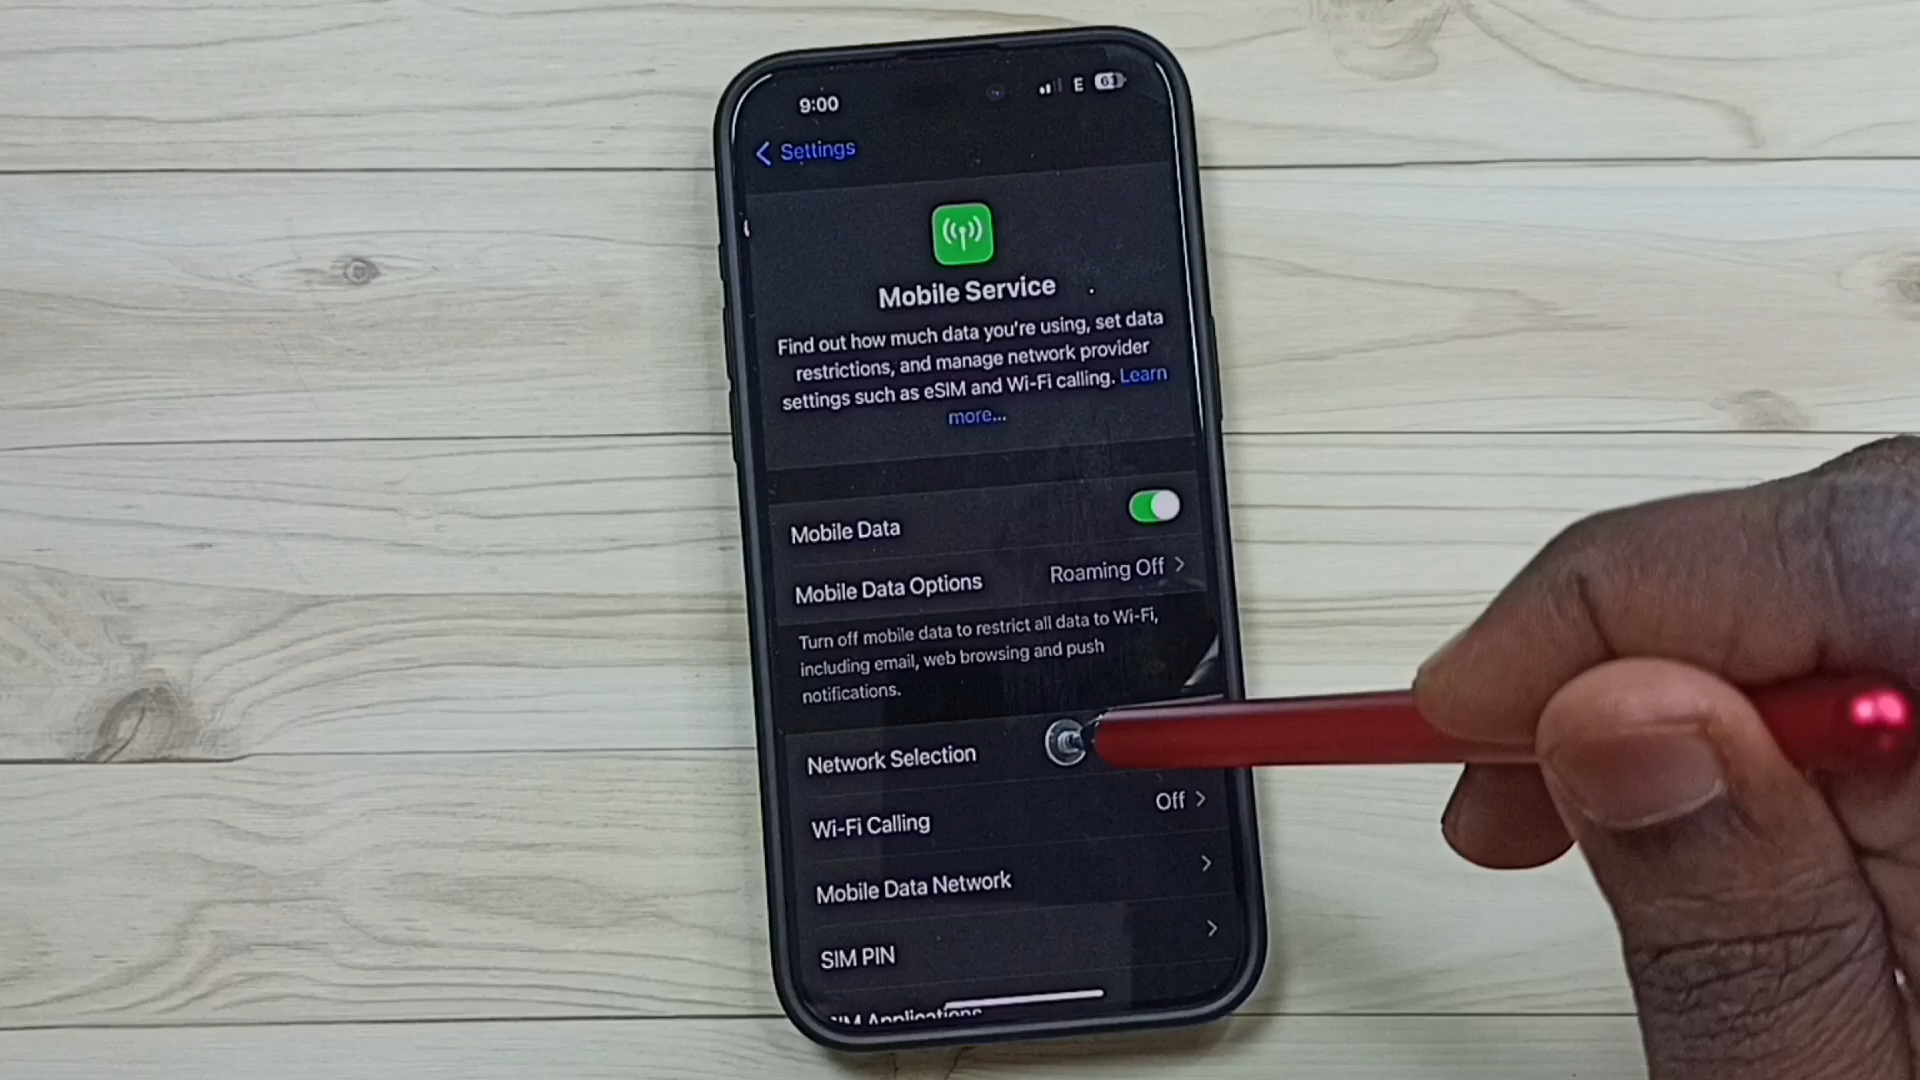 9:00
E 61
Settings
Mobile Service
Find out how much data you're using, set data
restrictions, and manage network provider
settings such as eSIM and Wi-Fi calling. Learn
more...
Mobile Data
Mobile Data Options Roaming Off
Turn off mobile data to restrict all data to Wi-Fi,
including email, web browsing and push
notifications.
Network Selection
Wi-Fi Calling Off
Mobile Data Network
SIM PIN
SIM Applications